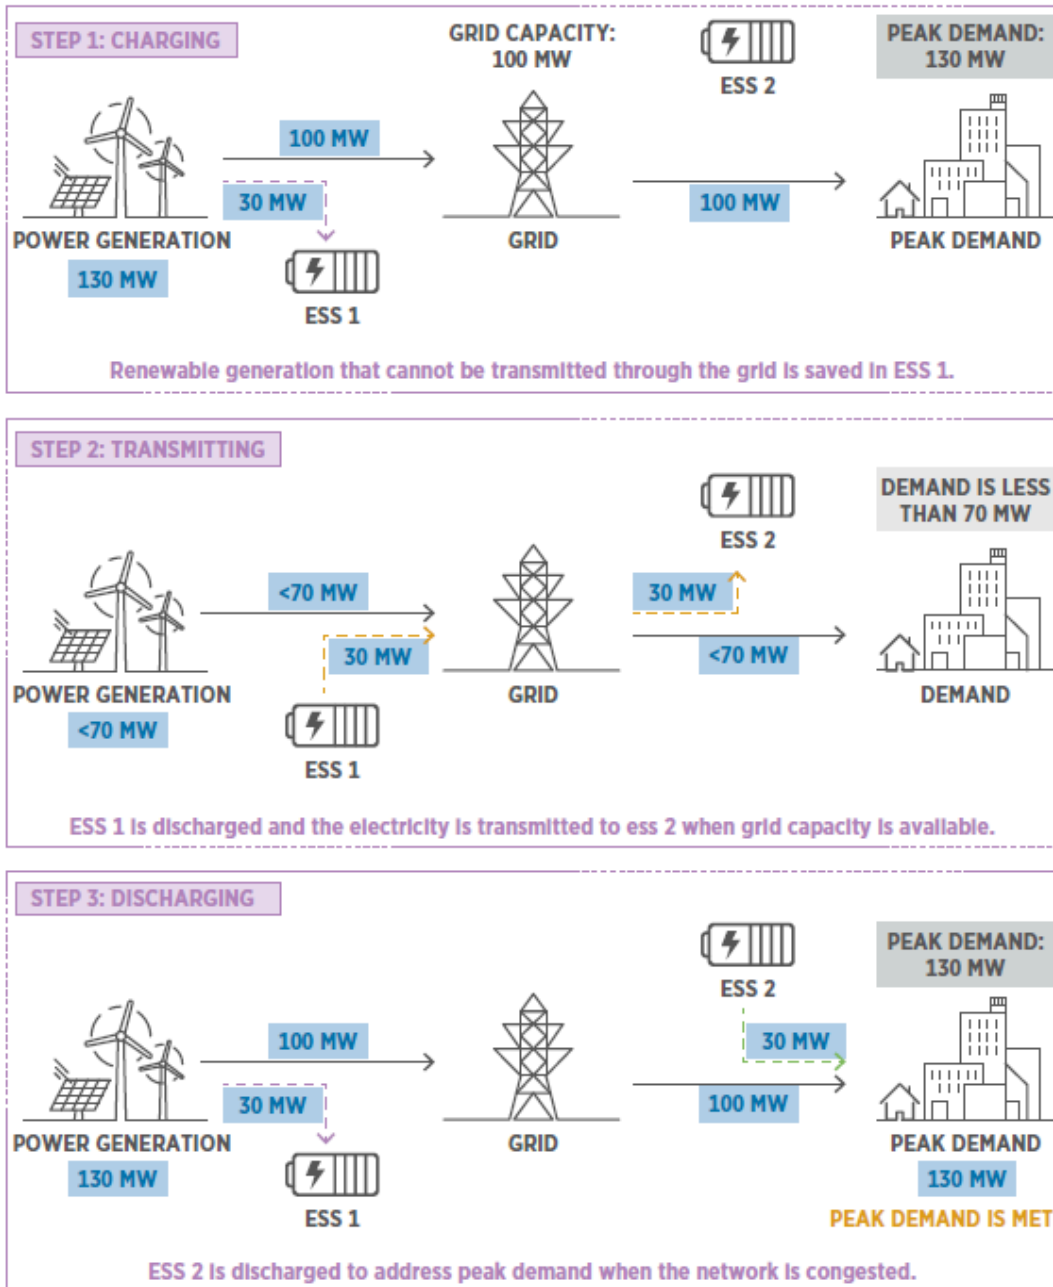 STEP 1: CHARGING
GRID CAPACITY:
100 MW
ESS 2
PEAK DEMAND:
130 MW
100 MW
30 MW
100 MW
POWER GENERATION
130 MW
ESS 1
GRID
PEAK DEMAND
Renewable generation that cannot be transmitted through the grid is saved in ESS 1.
STEP 2: TRANSMITTING
ESS 2
DEMAND IS LESS
THAN 70 MW
<70 MW
30 MW
30 MW
<70 MW
POWER GENERATION
<70 MW
ESS 1
GRID
DEMAND
ESS 1 is discharged and the electricity is transmitted to ess 2 when grid capacity is available.
STEP 3: DISCHARGING
ESS 2
PEAK DEMAND:
130 MW
100 MW
30 MW
30 MW
100 MW
POWER GENERATION
130 MW
ESS 1
GRID
PEAK DEMAND
130 MW
PEAK DEMAND IS MET
ESS 2 is discharged to address peak demand when the network is congested.